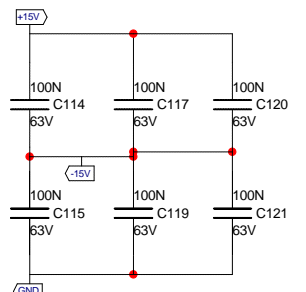 +15V
100N 100N 100N
C114 C117 C120
63V 63V 63V
-15V
100N 100N 100N
C115 C119 C121
63V 63V 63V
GND